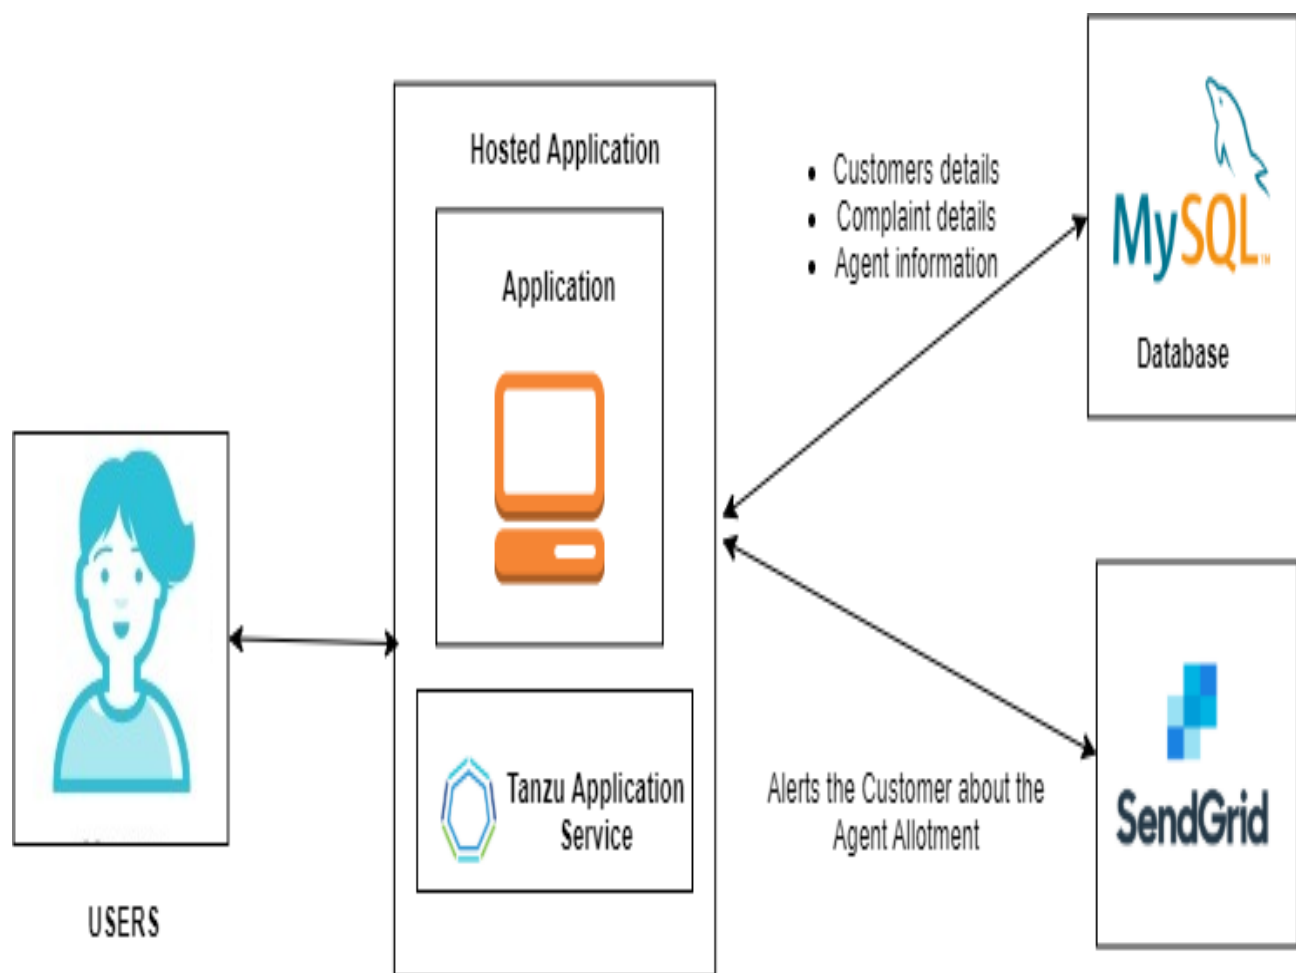 Hosted Application
Application
Tanzu Application
Service
USERS
• Customers details
• Complaint details
• Agent information
MySQL™
Database
Alerts the Customer about the
Agent Allotment
SendGrid